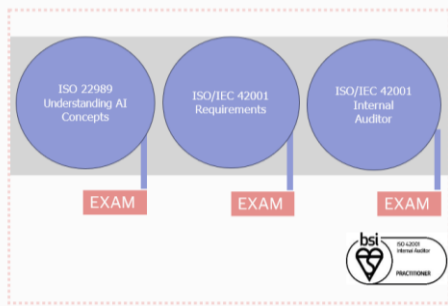 ISO 22989
Understanding AI
Concepts
ISO/IEC 42001
Requirements
ISO/IEC 42001
Internal
Auditor
EXAM
EXAM
EXAM
bsi
ISO 42001
Internal Auditor
PRACTITIONER